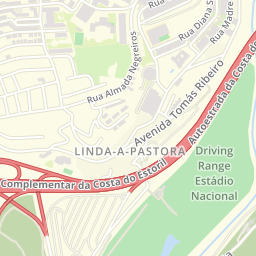 Rua Diana S
Rua Madre
Rua Almada Negreiros
Avenida Tomás Ribeiro
Autoestrada da Costa do
LINDA-A-PASTORA
Complementar da Costa do Estoril
Driving
Range
Estádio
Nacional